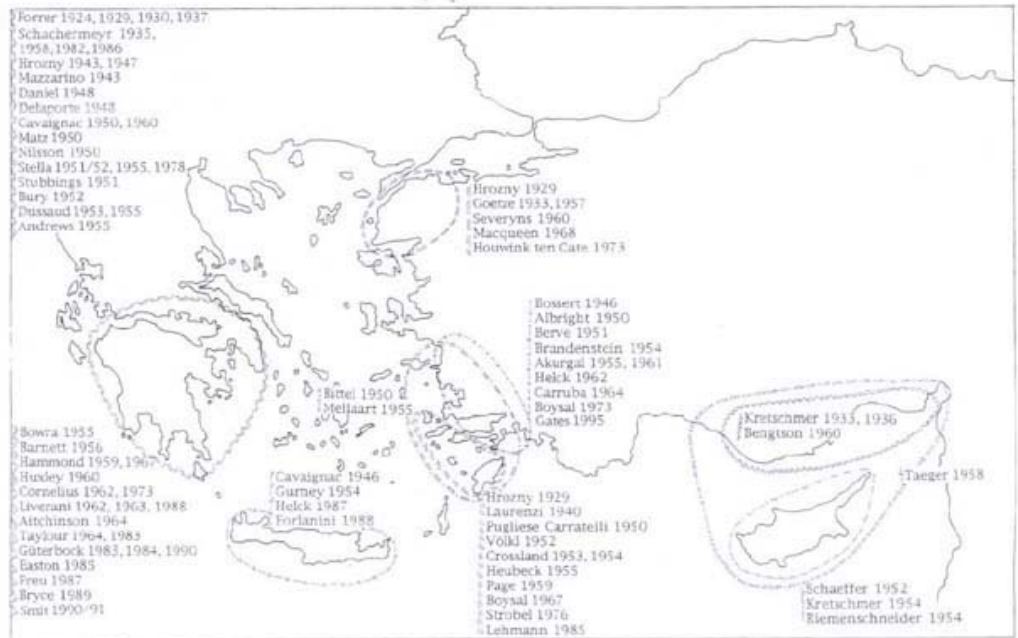 Forrer 1924, 1929, 1930, 1937
Schachermeyr 1935,
1958, 1982, 1986
Hrozny 1943, 1947
Mazzarino 1943
Daniel 1948
Delaporte 1948
Cavaignac 1950, 1960
Matz 1950
Nilsson 1950
Stella 1951/52, 1955, 1978
Stubbings 1951
Bury 1952
Dussaud 1953, 1955
Andrews 1955
Hrozny 1929
Goetze 1933, 1957
Severyns 1960
Macqueen 1968
Houwink ten Cate 1973
Bossert 1946
Albright 1950
Berve 1951
Brandenstein 1954
Akurgal 1955, 1961
Helck 1962
Carruba 1964
Boysal 1973
Gates 1995
Bittel 1950
Mellaart 1955
Kretschmer 1933, 1936
Bengtson 1960
Bowra 1955
Barnett 1956
Hammond 1959, 1967
Huxley 1960
Cornelius 1962, 1973
Liverani 1962, 1963, 1988
Aitchinson 1964
Taylour 1964, 1983
Güterbock 1983, 1984, 1990
Easton 1985
Freu 1987
Bryce 1989
Smit 1990/91
Cavaignac 1946
Gurney 1954
Helck 1987
Forlanini 1988
Taeger 1958
Hrozny 1929
Laurenzi 1940
Pugliese Carratelli 1950
Völkl 1952
Crossland 1953, 1954
Heubeck 1955
Page 1959
Boysal 1967
Strobel 1976
Lehmann 1985
Schaeffer 1952
Kretschmer 1954
Riemenschneider 1954